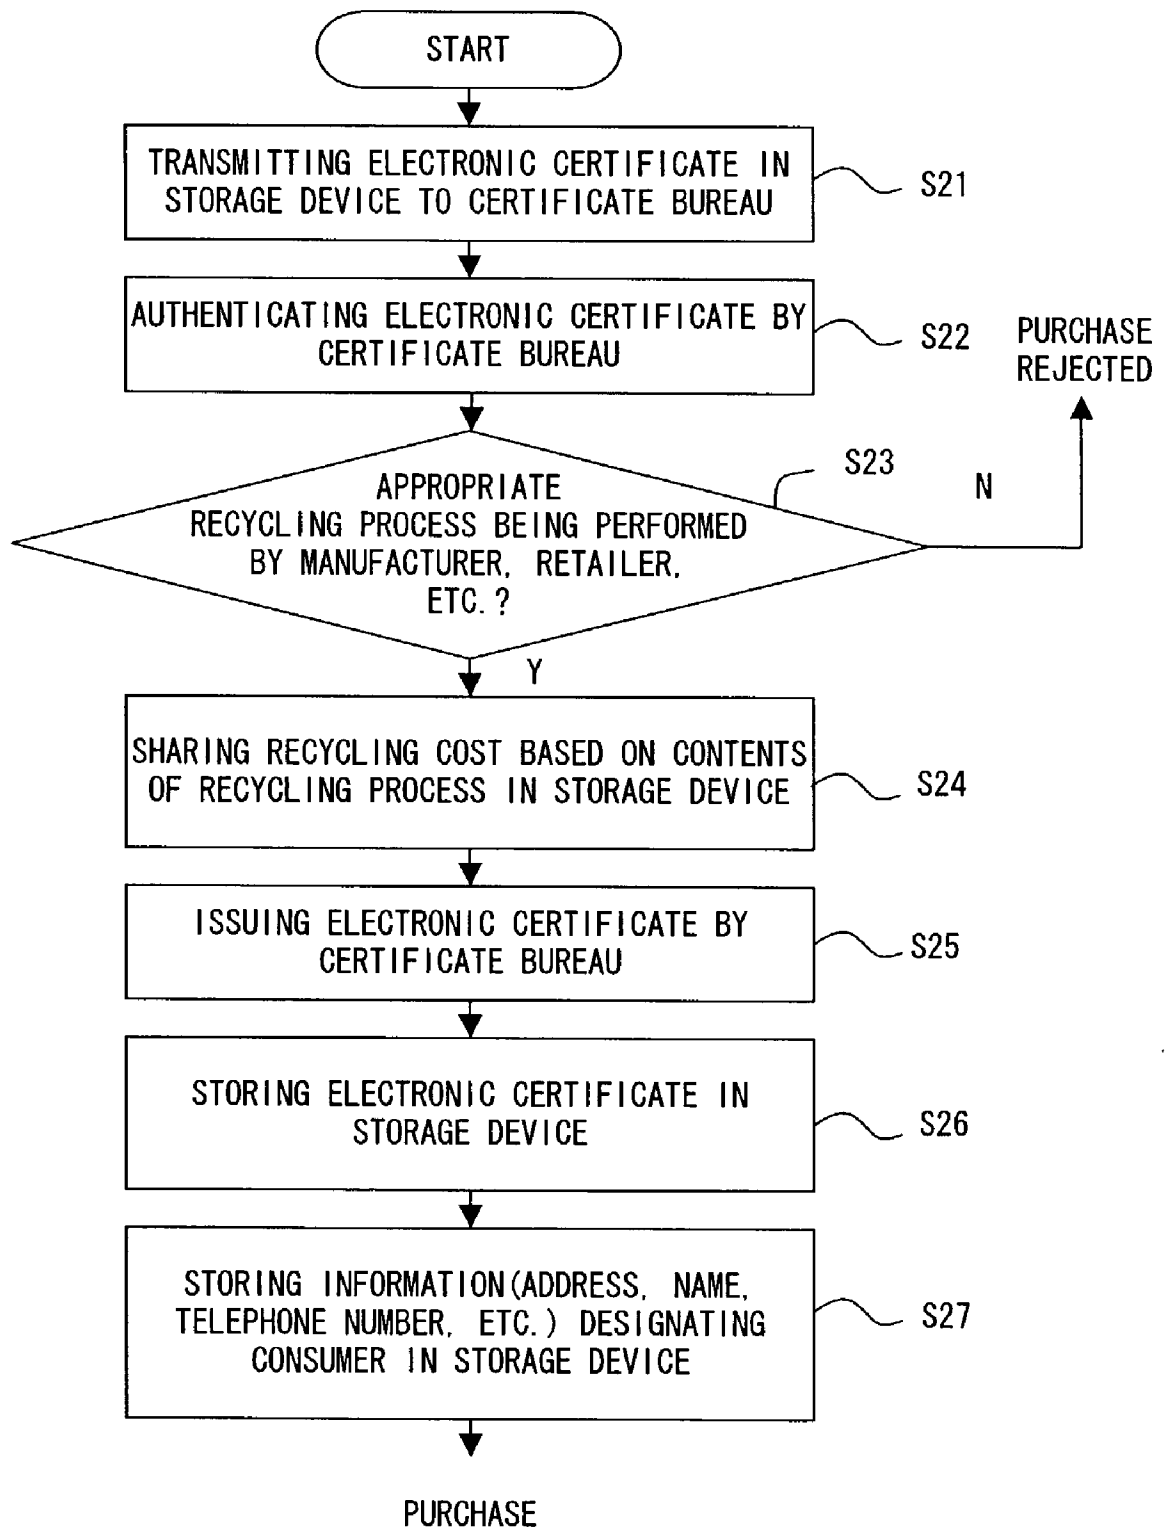 START
TRANSMITTING ELECTRONIC CERTIFICATE IN
STORAGE DEVICE TO CERTIFICATE BUREAU
S21
AUTHENTICATING ELECTRONIC CERTIFICATE BY
CERTIFICATE BUREAU
S22
PURCHASE
REJECTED
S23
N
APPROPRIATE
RECYCLING PROCESS BEING PERFORMED
BY MANUFACTURER, RETAILER,
ETC.?
Y
SHARING RECYCLING COST BASED ON CONTENTS
OF RECYCLING PROCESS IN STORAGE DEVICE
S24
ISSUING ELECTRONIC CERTIFICATE BY
CERTIFICATE BUREAU
S25
STORING ELECTRONIC CERTIFICATE IN
STORAGE DEVICE
S26
STORING INFORMATION(ADDRESS, NAME,
TELEPHONE NUMBER, ETC.) DESIGNATING
CONSUMER IN STORAGE DEVICE
S27
PURCHASE